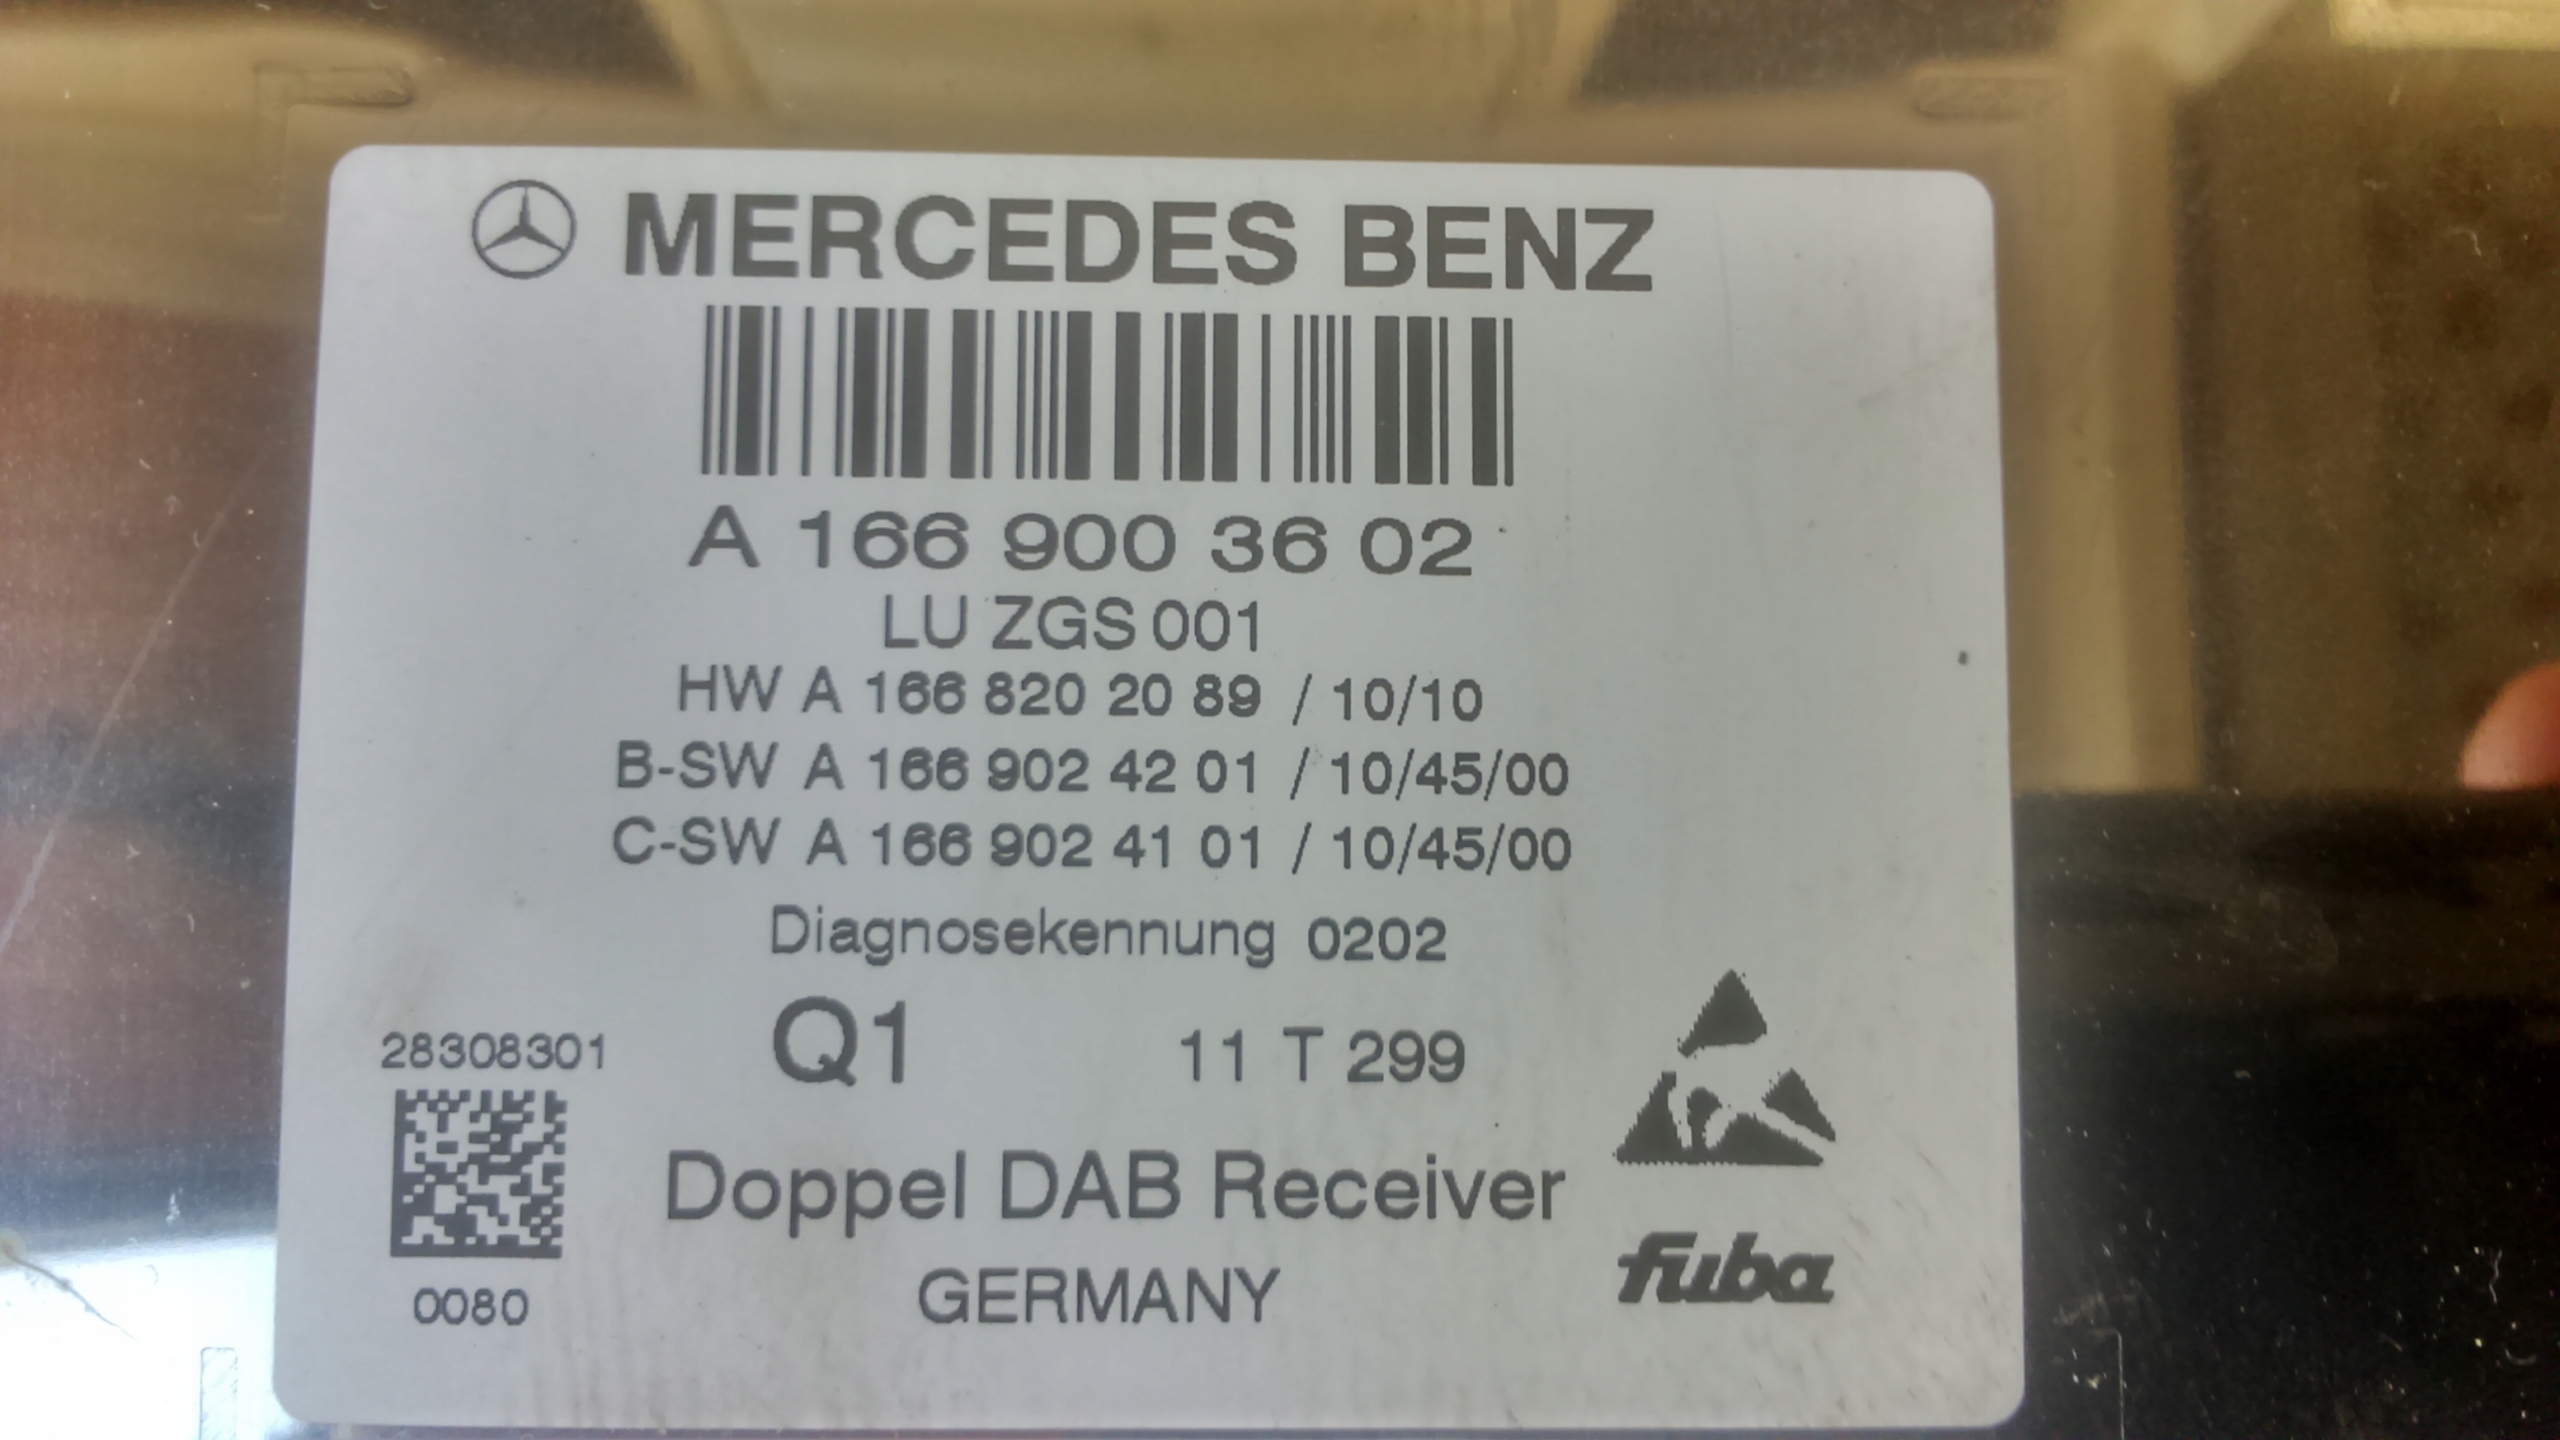 MERCEDES BENZ
A 166 900 36 02
LU ZGS 001
HW A 166 820 20 89 / 10/10
B-SW A 166 902 42 01 / 10/45/00
C-SW A 166 902 41 01 / 10/45/00
Diagnosekennung 0202
28308301 Q1 11 T 299
Doppel DAB Receiver
GERMANY
fuba
0080